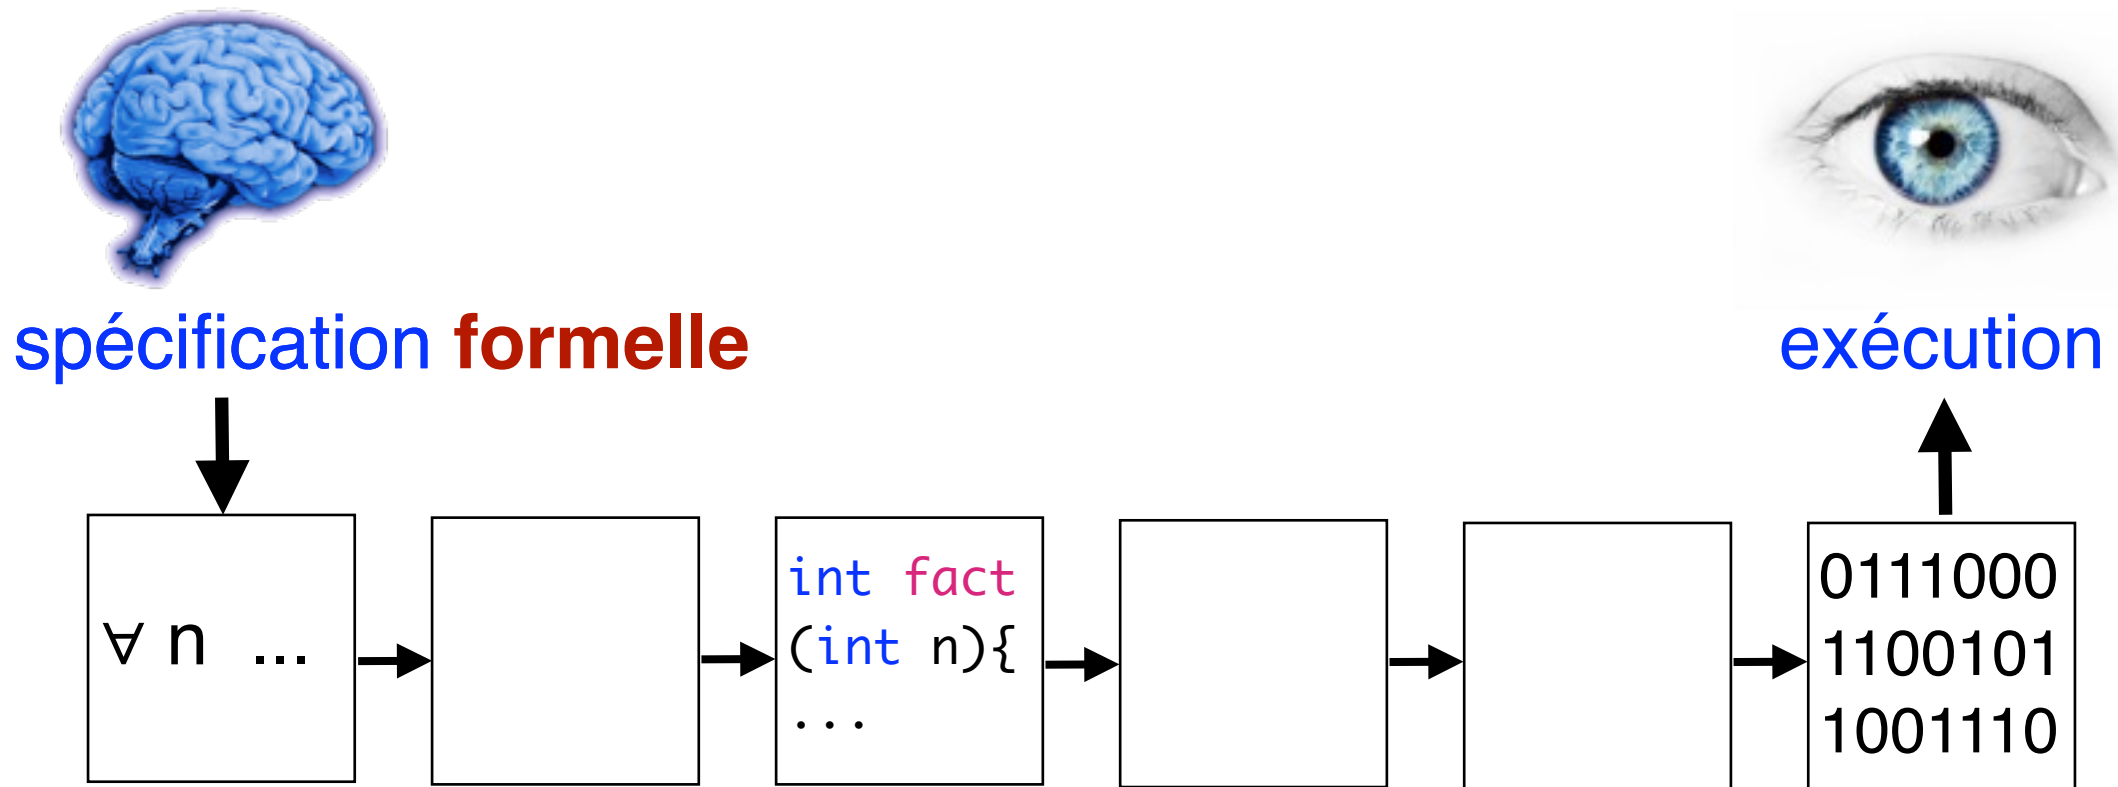 spécification formelle
exécution
∀ n ...
int fact
(int n){
...
0111000
1100101
1001110